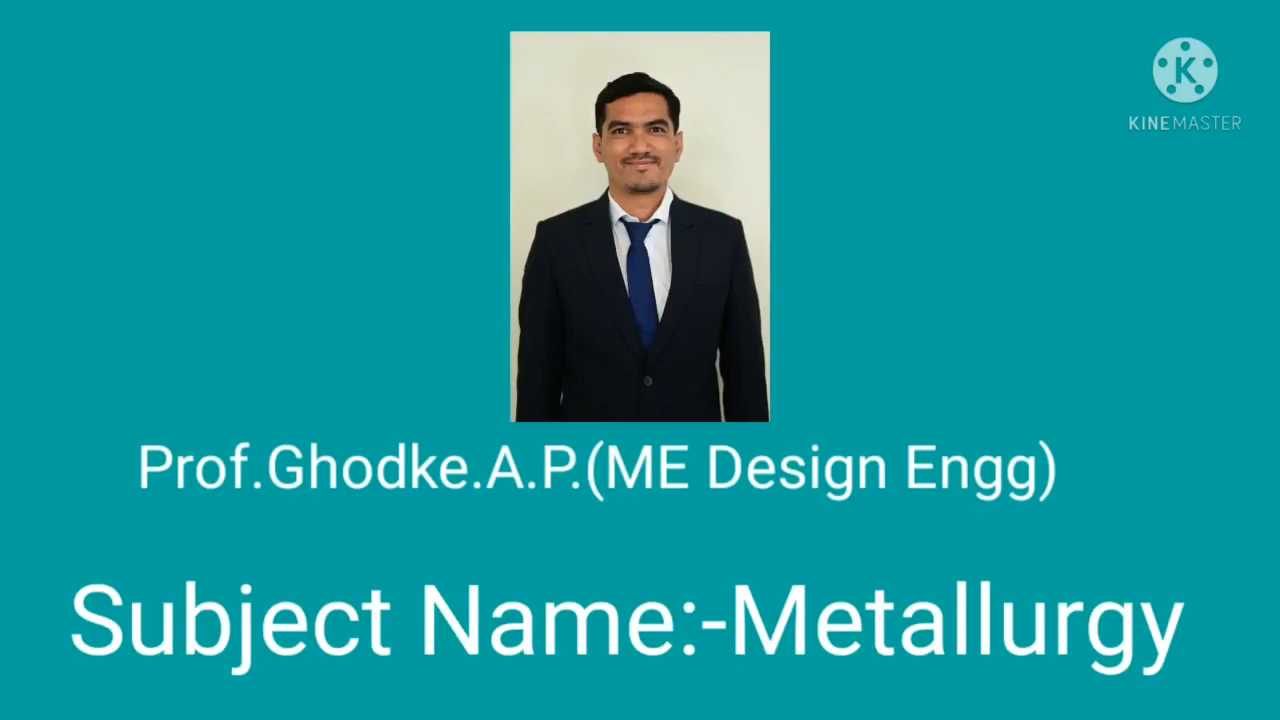 K
KINEMASTER
Prof.Ghodke.A.P.(ME Design Engg)
Subject Name:-Metallurgy